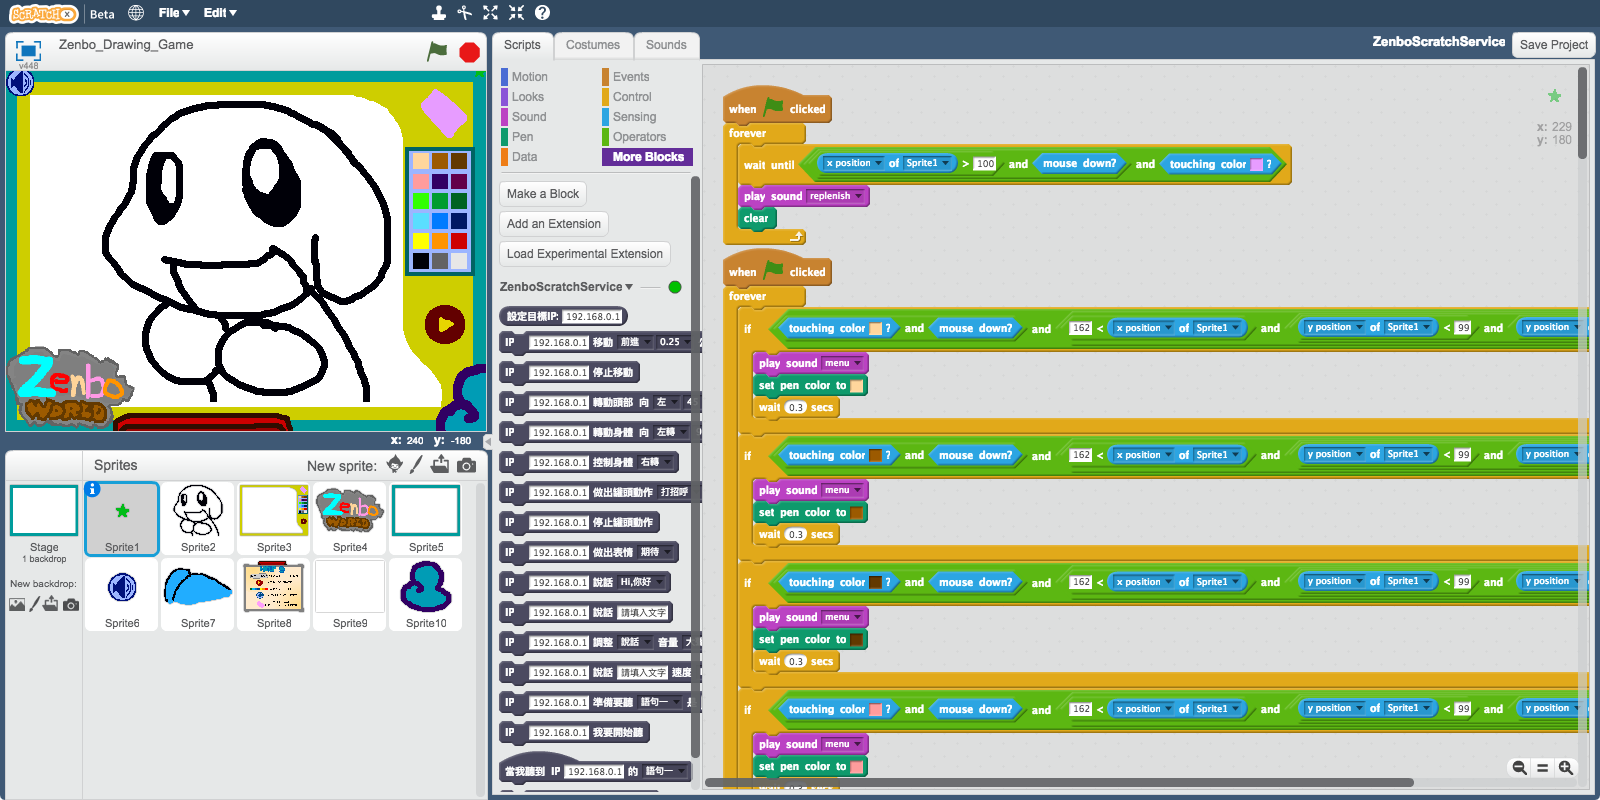 SCRATCHX
Beta
File▼
Edit▼
Zenbo_Drawing_Game
v448
Zenbo
WORLD
x: 240 y: -180
Scripts
Costumes
Sounds
ZenboScratchService
Save Project
Motion
Looks
Sound
Pen
Data
Events
Control
Sensing
Operators
More Blocks
Make a Block
Add an Extension
Load Experimental Extension
ZenboScratchService▼
設定目標IP: 192.168.0.1
IP 192.168.0.1 移動 前進 0.25
IP 192.168.0.1 停止移動
IP 192.168.0.1 轉動頭部 向 左
IP 192.168.0.1 轉動身體 向 左轉
IP 192.168.0.1 控制身體 右轉
IP 192.168.0.1 做出罐頭動作 打招呼
IP 192.168.0.1 停止罐頭動作
IP 192.168.0.1 做出表情 期待
IP 192.168.0.1 說話 Hi,你好
IP 192.168.0.1 說話 請填入文字
IP 192.168.0.1 調整 說話 音量
IP 192.168.0.1 說話 請填入文字 速度
IP 192.168.0.1 準備要聽 語句一
IP 192.168.0.1 我要開始聽
當我聽到 IP 192.168.0.1 的 語句一
x: 229
y: 180
when clicked
forever
wait until x position of Sprite1 > 100 and mouse down? and touching color ?
play sound replenish
clear
when clicked
forever
if touching color ? and mouse down? and 162 < x position of Sprite1 and y position of Sprite1 < 99 and y position
play sound menu
set pen color to
wait 0.3 secs
if touching color ? and mouse down? and 162 < x position of Sprite1 and y position of Sprite1 < 99 and y position
play sound menu
set pen color to
wait 0.3 secs
if touching color ? and mouse down? and 162 < x position of Sprite1 and y position of Sprite1 < 99 and y position
play sound menu
set pen color to
wait 0.3 secs
if touching color ? and mouse down? and 162 < x position of Sprite1 and y position of Sprite1 < 99 and y position
play sound menu
set pen color to
Sprites
New sprite:
Stage
1 backdrop
New backdrop:
Sprite1
Sprite2
Sprite3
Sprite4
Sprite5
Sprite6
Sprite7
Sprite8
Sprite9
Sprite10